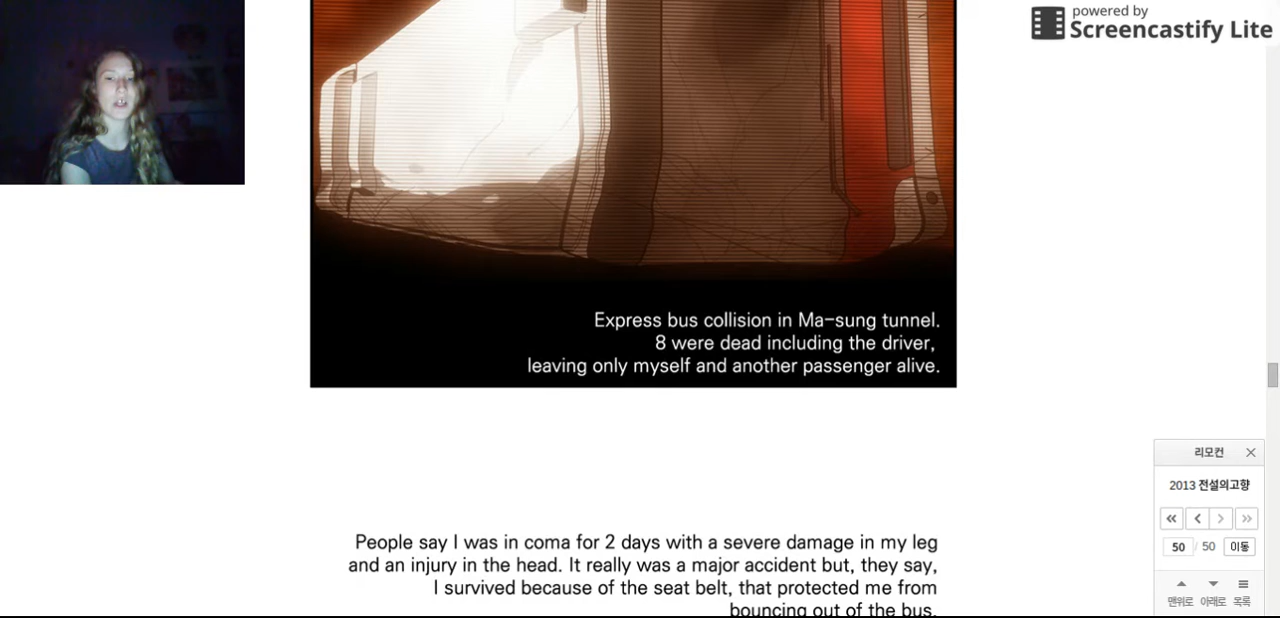 powered by
Screencastify Lite
Express bus collision in Ma-sung tunnel.
8 were dead including the driver,
leaving only myself and another passenger alive.
People say I was in coma for 2 days with a severe damage in my leg
and an injury in the head. It really was a major accident but, they say,
I survived because of the seat belt, that protected me from
bouncing out of the bus.
리모컨
2013 전설의고향
50 / 50 이동
맨위로 아래로 목록